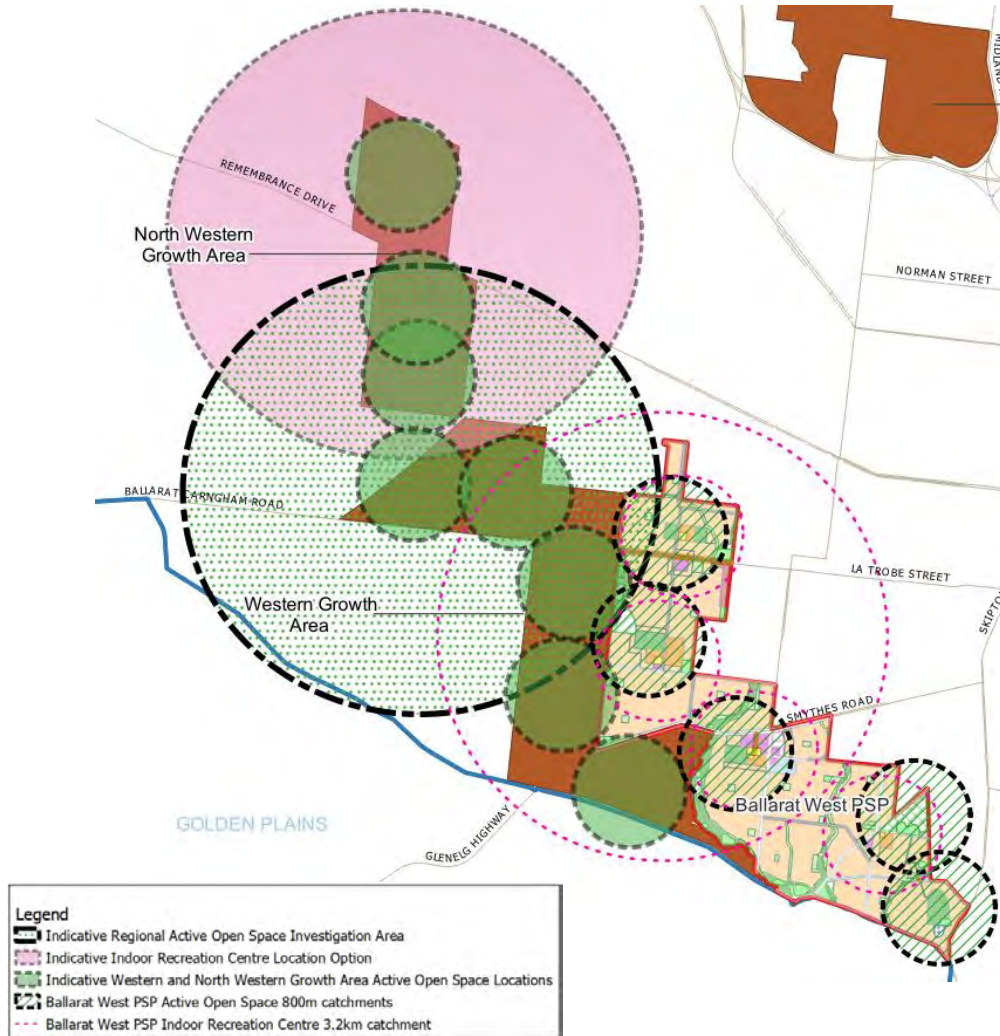 MIDLAND
REMEMBRANCE DRIVE
North Western
Growth Area
NORMAN STREET
BALLARAT CARNGHAM ROAD
LA TROBE STREET
SKIPTON
Western Growth
Area
SMYTHES ROAD
Ballarat West PSP
GOLDEN PLAINS
GLENELG HIGHWAY
Legend
Indicative Regional Active Open Space Investigation Area
Indicative Indoor Recreation Centre Location Option
Indicative Western and North Western Growth Area Active Open Space Locations
Ballarat West PSP Active Open Space 800m catchments
Ballarat West PSP Indoor Recreation Centre 3.2km catchment